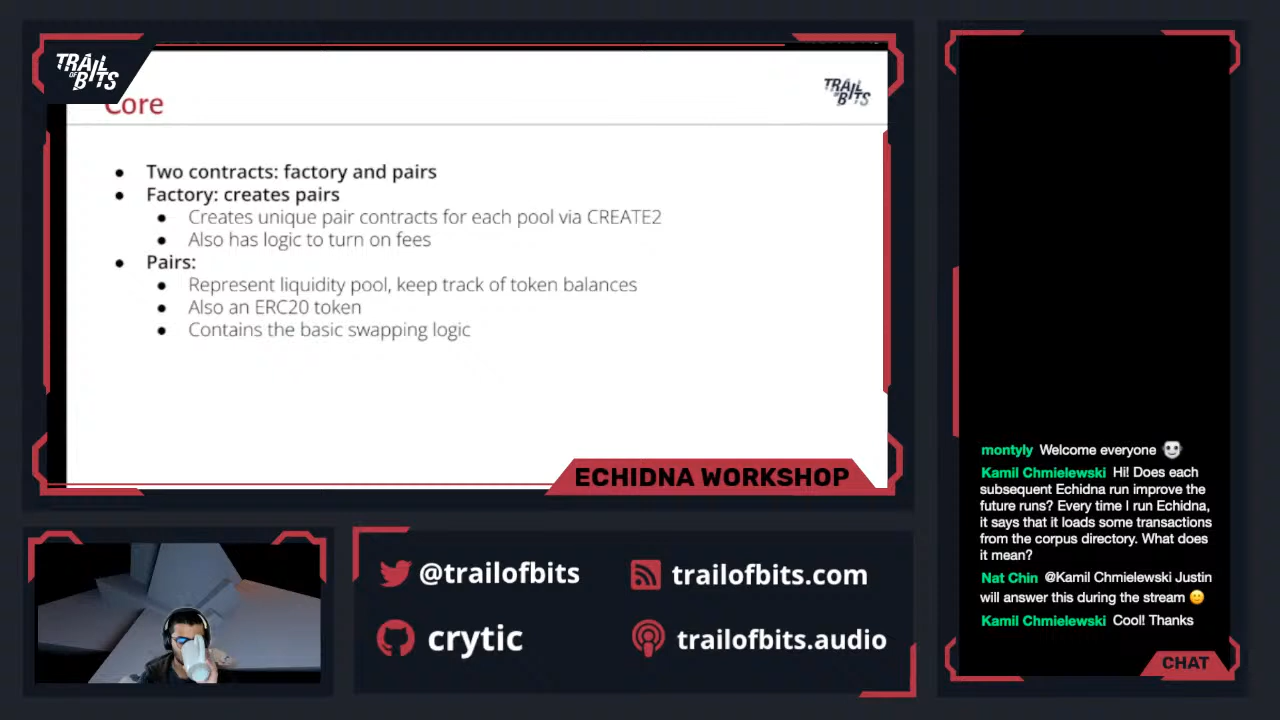 TRAIL
OF
BITS
Core
TRAIL
OF
BITS
Two contracts: factory and pairs
Factory: creates pairs
Creates unique pair contracts for each pool via CREATE2
Also has logic to turn on fees
Pairs:
Represent liquidity pool, keep track of token balances
Also an ERC20 token
Contains the basic swapping logic
ECHIDNA WORKSHOP
@trailofbits
trailofbits.com
crytic
trailofbits.audio
montyly Welcome everyone
Kamil Chmielewski Hi! Does each
subsequent Echidna run improve the
future runs? Every time I run Echidna,
it says that it loads some transactions
from the corpus directory. What does
it mean?
Nat Chin @Kamil Chmielewski Justin
will answer this during the stream
Kamil Chmielewski Cool! Thanks
CHAT